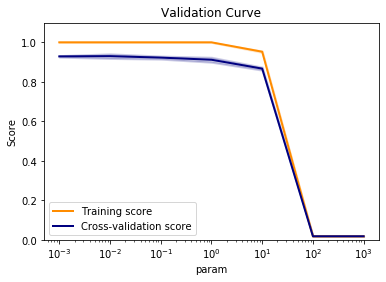 Validation Curve
Score
1.0
0.8
0.6
0.4
0.2
0.0
Training score
Cross-validation score
10⁻³
10⁻²
10⁻¹
10⁰
10¹
10²
10³
param